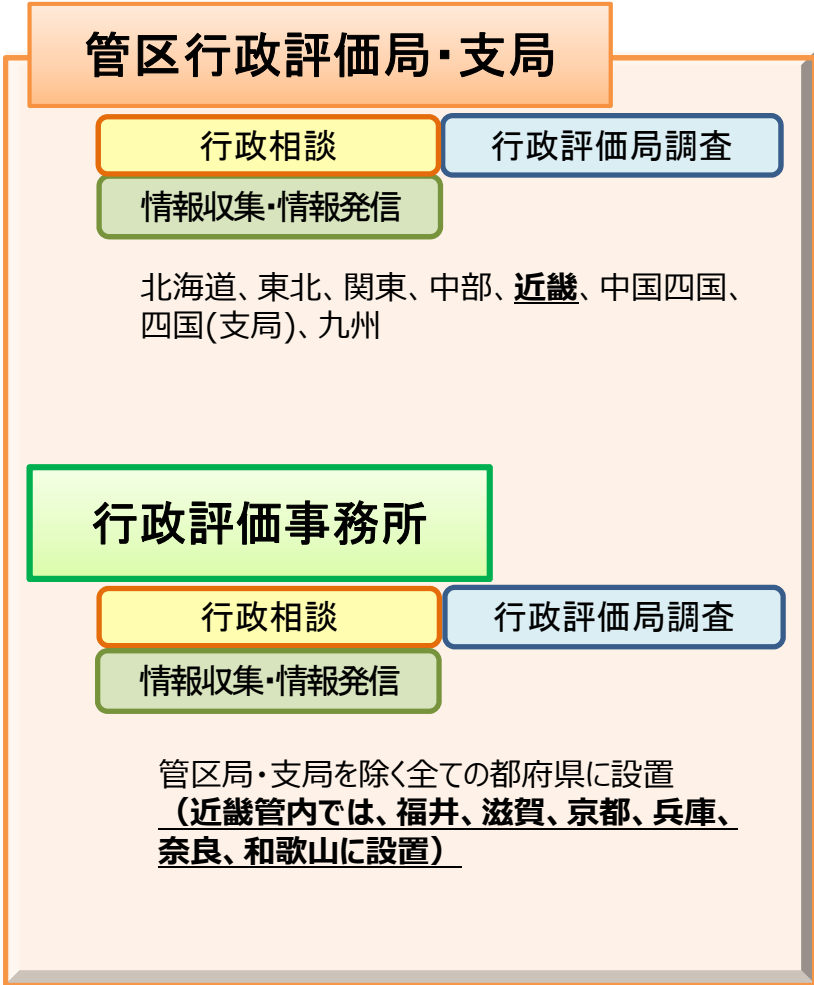 管区行政評価局・支局
行政相談
行政評価局調査
情報収集・情報発信
北海道、東北、関東、中部、近畿、中国四国、
四国(支局)、九州
行政評価事務所
行政相談
行政評価局調査
情報収集・情報発信
管区局・支局を除く全ての都府県に設置
（近畿管内では、福井、滋賀、京都、兵庫、
奈良、和歌山に設置）